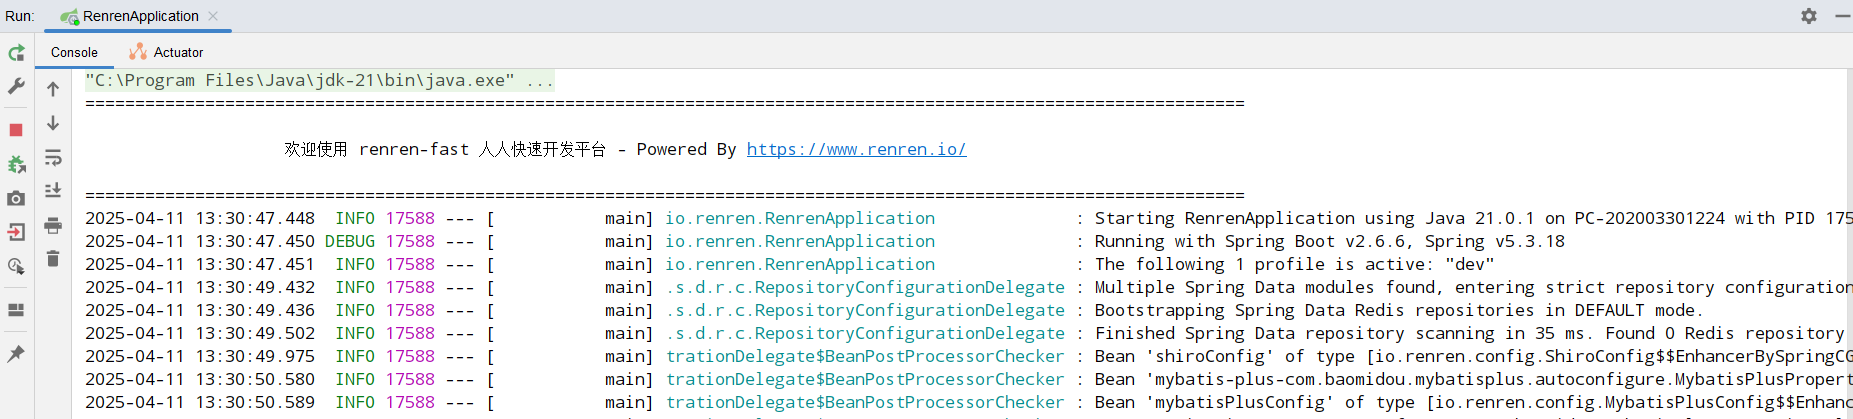 Run: RenrenApplication
Console Actuator
"C:\Program Files\Java\jdk-21\bin\java.exe" ...
====================================================================================================================
欢迎使用 renren-fast 人人快速开发平台 - Powered By https://www.renren.io/
====================================================================================================================
2025-04-11 13:30:47.448  INFO 17588 --- [           main] io.renren.RenrenApplication              : Starting RenrenApplication using Java 21.0.1 on PC-202003301224 with PID 175
2025-04-11 13:30:47.450 DEBUG 17588 --- [           main] io.renren.RenrenApplication              : Running with Spring Boot v2.6.6, Spring v5.3.18
2025-04-11 13:30:47.451  INFO 17588 --- [           main] io.renren.RenrenApplication              : The following 1 profile is active: "dev"
2025-04-11 13:30:49.432  INFO 17588 --- [           main] .s.d.r.c.RepositoryConfigurationDelegate : Multiple Spring Data modules found, entering strict repository configuration
2025-04-11 13:30:49.436  INFO 17588 --- [           main] .s.d.r.c.RepositoryConfigurationDelegate : Bootstrapping Spring Data Redis repositories in DEFAULT mode.
2025-04-11 13:30:49.502  INFO 17588 --- [           main] .s.d.r.c.RepositoryConfigurationDelegate : Finished Spring Data repository scanning in 35 ms. Found 0 Redis repository
2025-04-11 13:30:49.975  INFO 17588 --- [           main] trationDelegate$BeanPostProcessorChecker : Bean 'shiroConfig' of type [io.renren.config.ShiroConfig$$EnhancerBySpringCG
2025-04-11 13:30:50.580  INFO 17588 --- [           main] trationDelegate$BeanPostProcessorChecker : Bean 'mybatis-plus-com.baomidou.mybatisplus.autoconfigure.MybatisPlusPropert
2025-04-11 13:30:50.589  INFO 17588 --- [           main] trationDelegate$BeanPostProcessorChecker : Bean 'mybatisPlusConfig' of type [io.renren.config.MybatisPlusConfig$$Enhanc